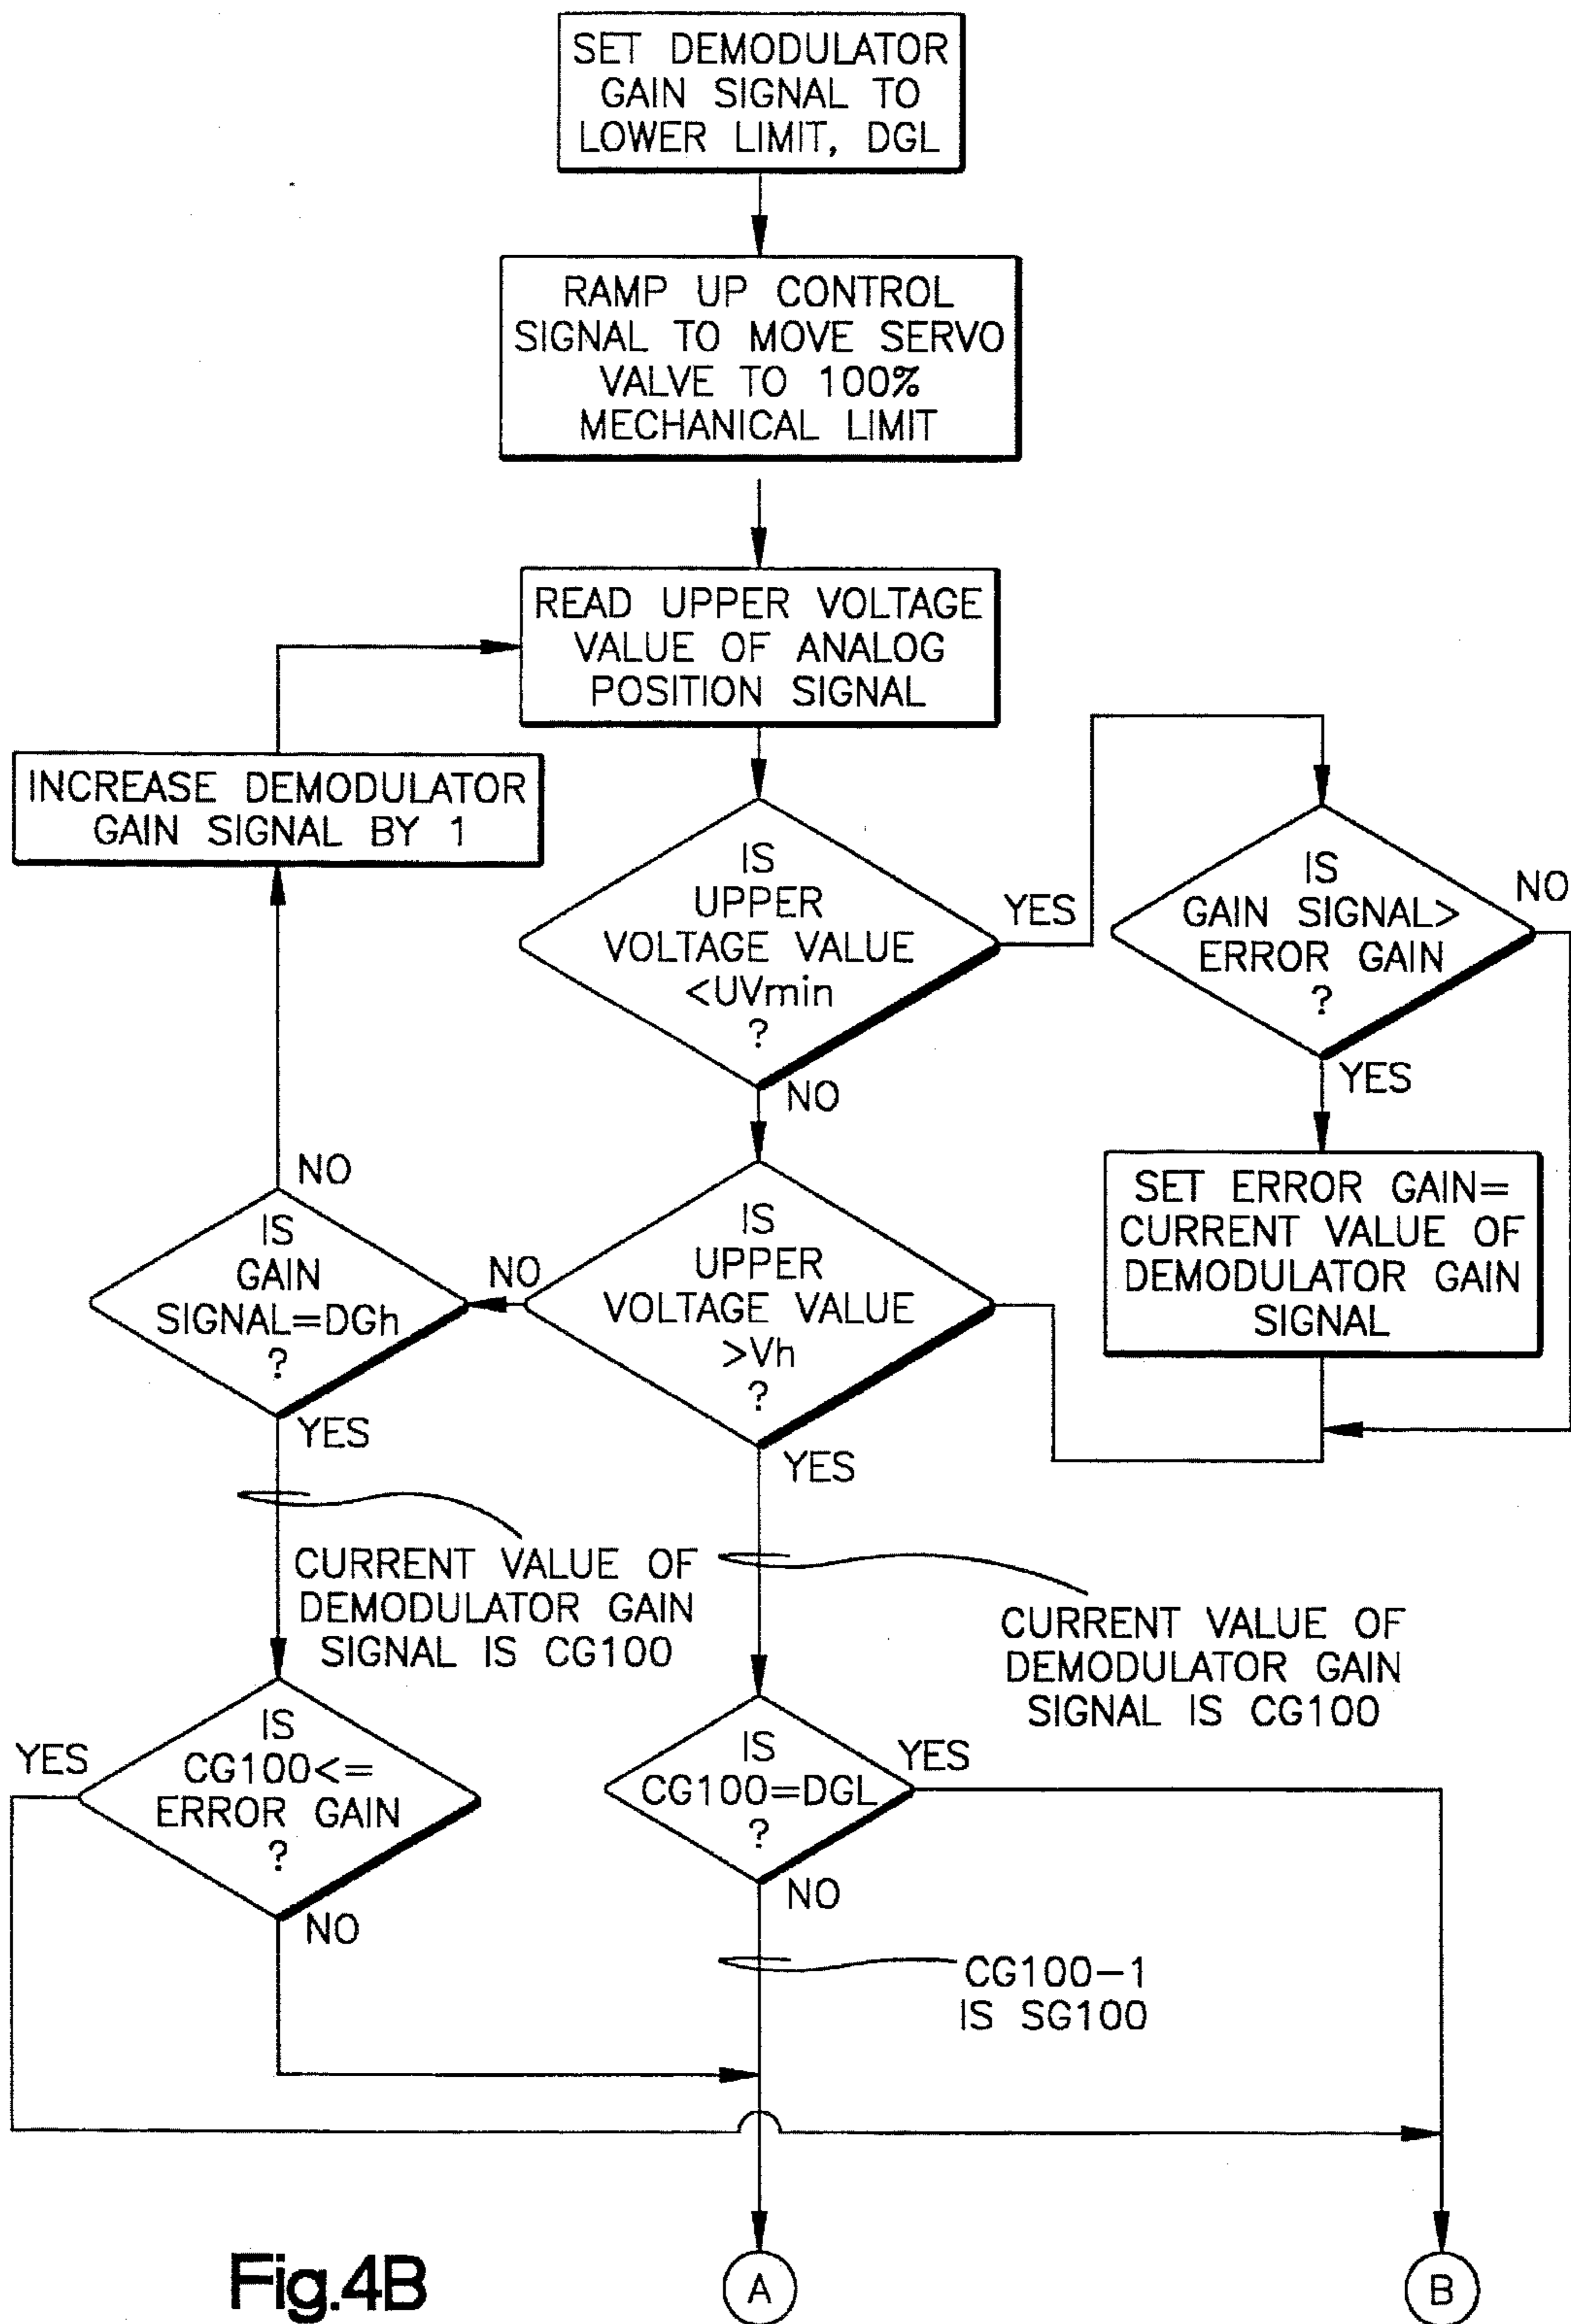 SET DEMODULATOR
GAIN SIGNAL TO
LOWER LIMIT, DGL
RAMP UP CONTROL
SIGNAL TO MOVE SERVO
VALVE TO 100%
MECHANICAL LIMIT
READ UPPER VOLTAGE
VALUE OF ANALOG
POSITION SIGNAL
INCREASE DEMODULATOR
GAIN SIGNAL BY 1
IS
UPPER
VOLTAGE VALUE
<UVmin
?
YES
NO
IS
GAIN SIGNAL>
ERROR GAIN
?
NO
YES
SET ERROR GAIN=
CURRENT VALUE OF
DEMODULATOR GAIN
SIGNAL
IS
UPPER
VOLTAGE VALUE
>Vh
?
NO
YES
NO
IS
GAIN
SIGNAL=DGh
?
YES
CURRENT VALUE OF
DEMODULATOR GAIN
SIGNAL IS CG100
CURRENT VALUE OF
DEMODULATOR GAIN
SIGNAL IS CG100
YES
IS
CG100<=
ERROR GAIN
?
NO
IS
CG100=DGL
?
YES
NO
CG100-1
IS SG100
A
B
Fig.4B